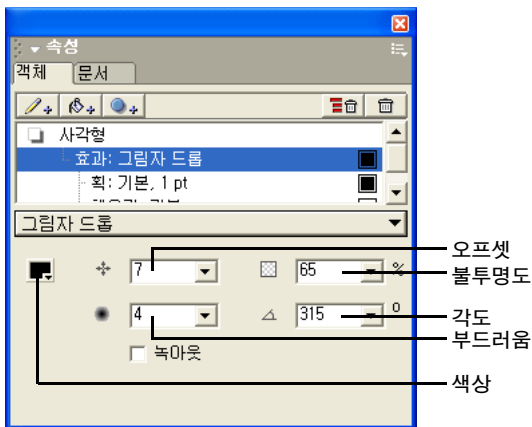 속성
객체 문서
사각형
효과: 그림자 드롭
획: 기본, 1 pt
그림자 드롭
7 65 %
4 315 º
녹아웃
오프셋
불투명도
각도
부드러움
색상